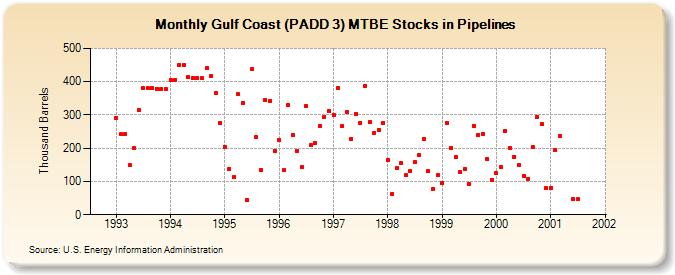 Monthly Gulf Coast (PADD 3) MTBE Stocks in Pipelines
Thousand Barrels
500
400
300
200
100
0
1993 1994 1995 1996 1997 1998 1999 2000 2001 2002
Source: U.S. Energy Information Administration